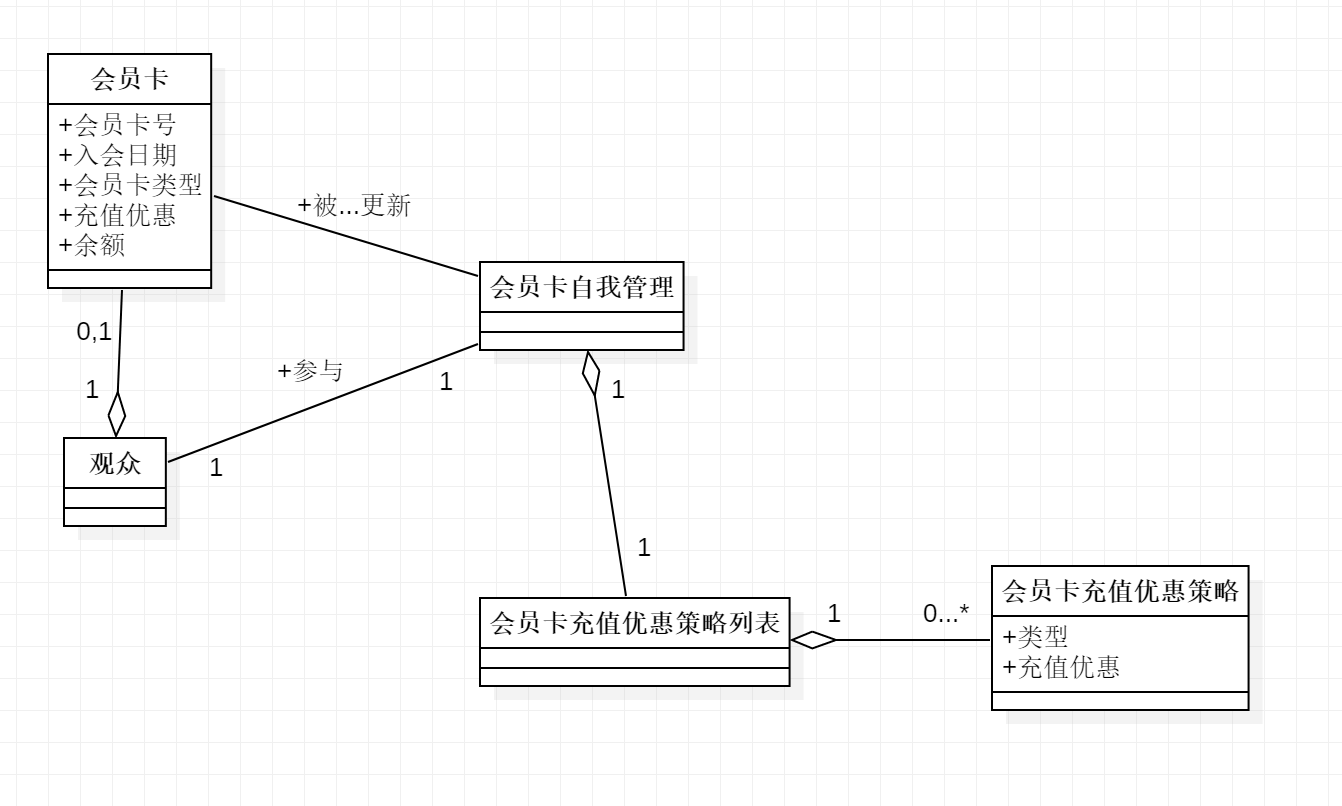 会员卡
+会员卡号
+入会日期
+会员卡类型
+充值优惠
+余额
+被...更新
会员卡自我管理
0,1
1
+参与
1
1
1
观众
1
会员卡充值优惠策略列表
1
0...*
会员卡充值优惠策略
+类型
+充值优惠